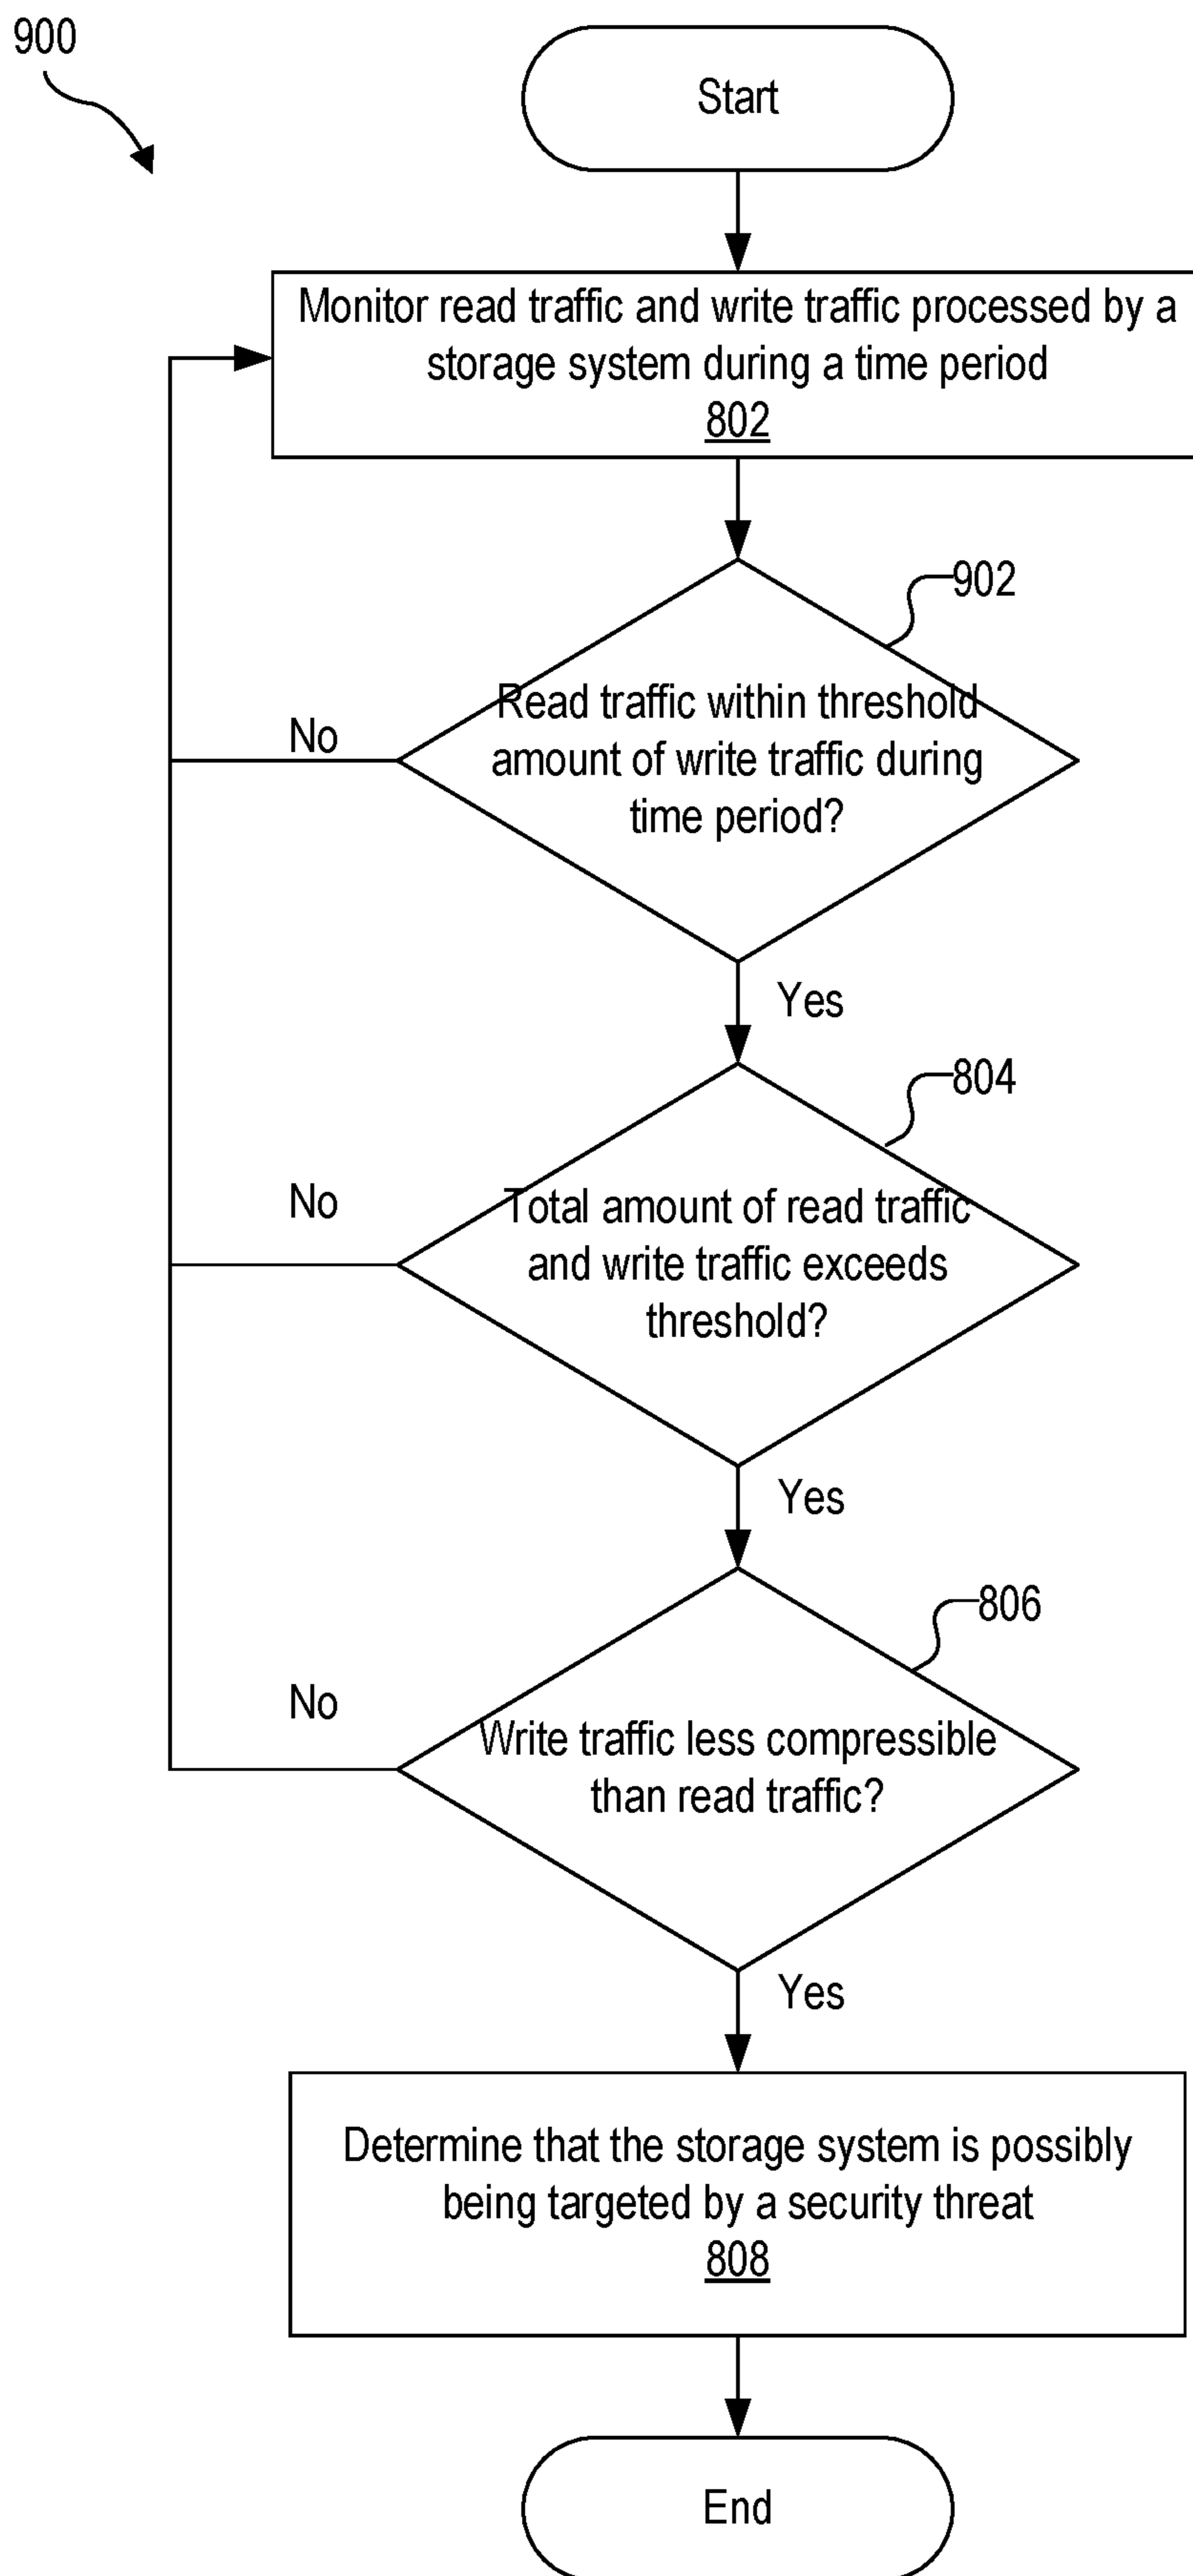 900
Start
Monitor read traffic and write traffic processed by a
storage system during a time period
802
902
Read traffic within threshold
amount of write traffic during
time period?
No
Yes
804
Total amount of read traffic
and write traffic exceeds
threshold?
No
Yes
806
Write traffic less compressible
than read traffic?
No
Yes
Determine that the storage system is possibly
being targeted by a security threat
808
End